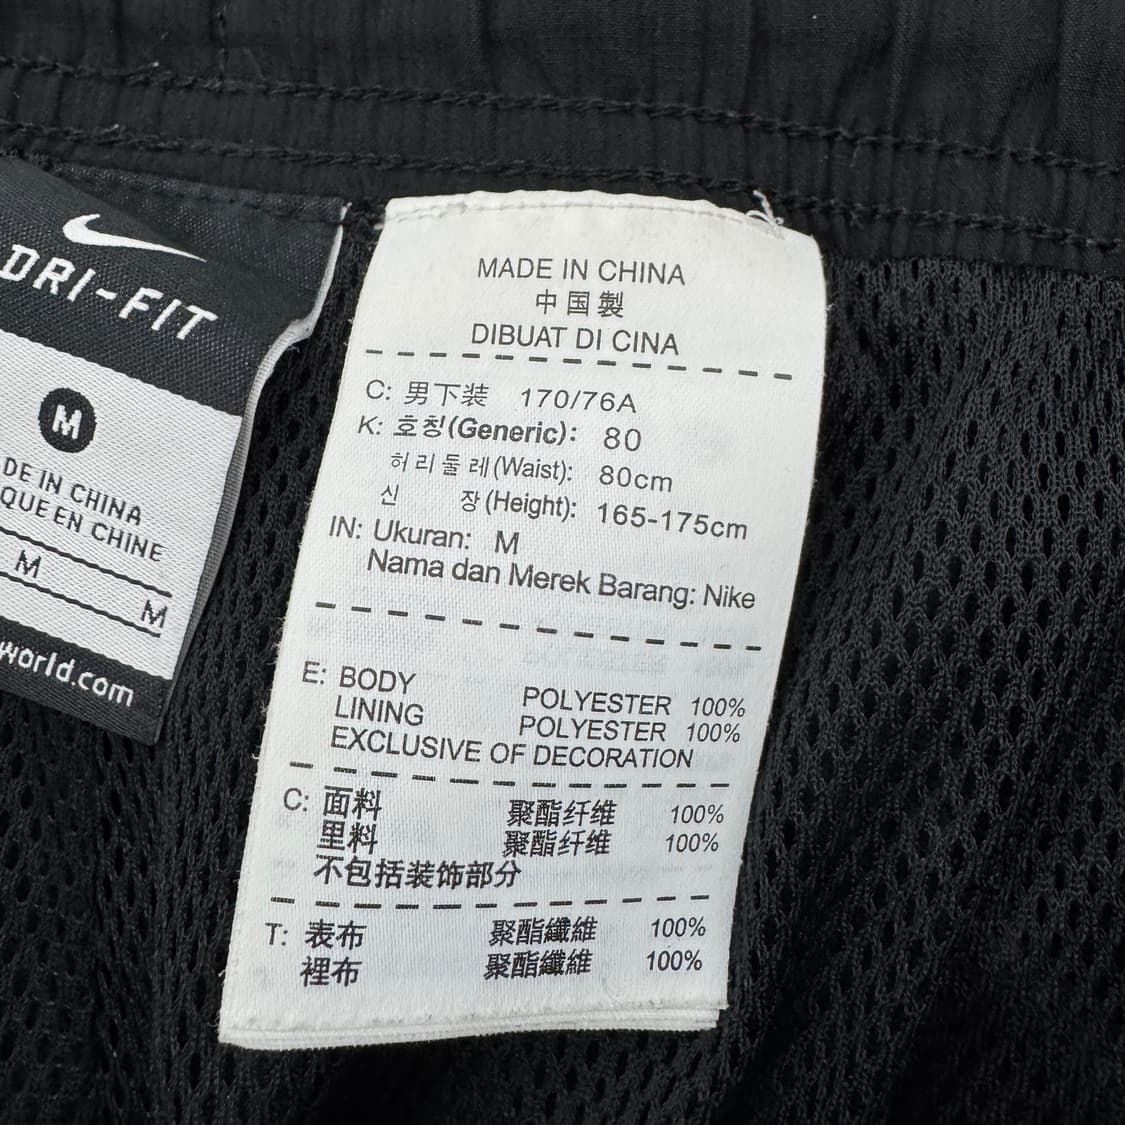 DRI-FIT
M
DE IN CHINA
QUE EN CHINE
M
M
world.com
MADE IN CHINA
中国製
DIBUAT DI CINA
C: 男下装 170/76A
K: 호칭(Generic): 80
허리둘레(Waist): 80cm
신 장(Height): 165-175cm
IN: Ukuran: M
Nama dan Merek Barang: Nike
E: BODY POLYESTER 100%
LINING POLYESTER 100%
EXCLUSIVE OF DECORATION
C: 面料 聚酯纤维 100%
里料 聚酯纤维 100%
不包括装饰部分
T: 表布 聚酯纖維 100%
裡布 聚酯纖維 100%